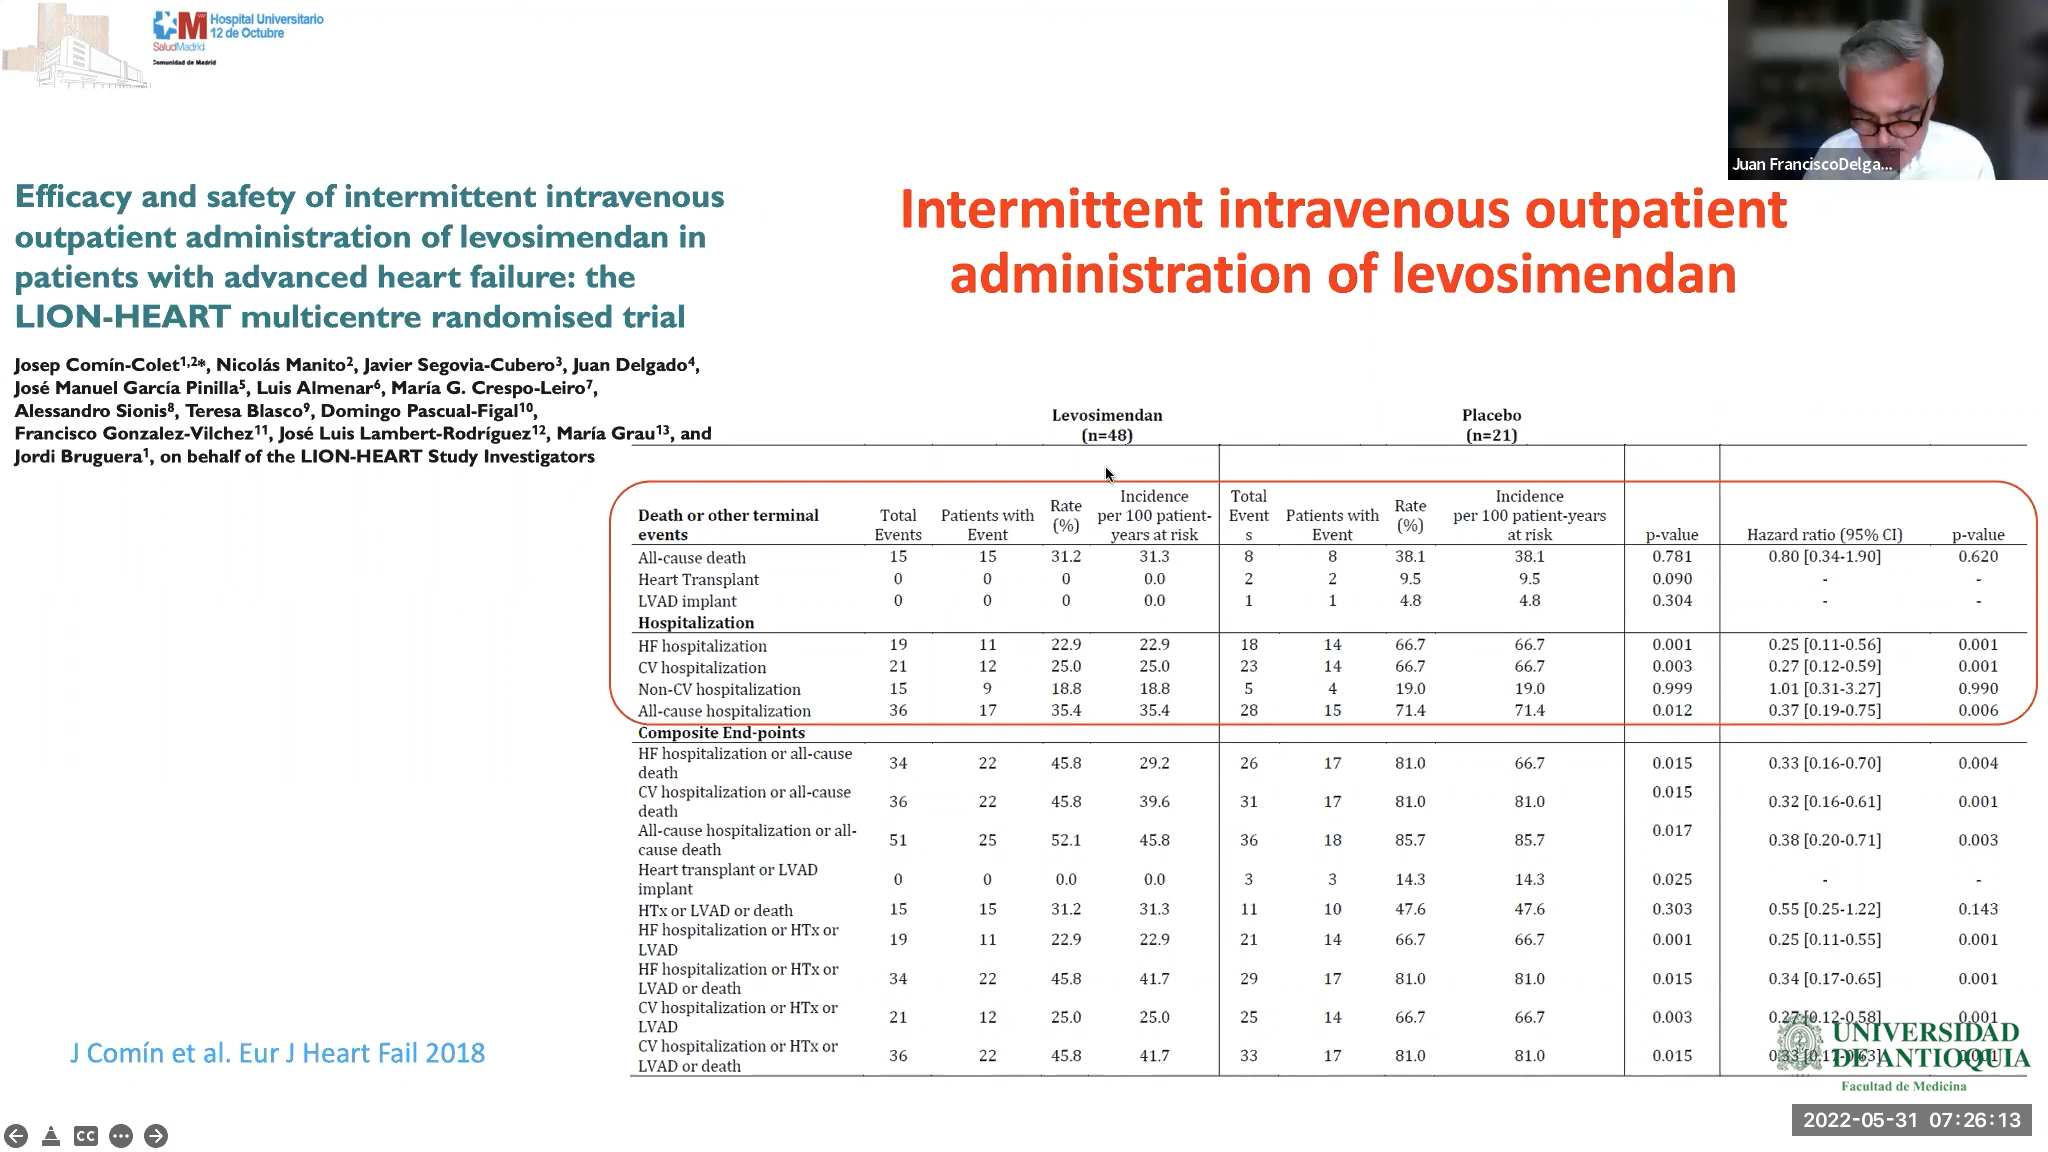 Hospital Universitario
12 de Octubre
SaludMadrid
Comunidad de Madrid
Juan FranciscoDelga...
Efficacy and safety of intermittent intravenous
outpatient administration of levosimendan in
patients with advanced heart failure: the
LION-HEART multicentre randomised trial
Josep Comín-Colet1,2*, Nicolás Manito2, Javier Segovia-Cubero3, Juan Delgado4,
José Manuel García Pinilla5, Luis Almenar6, María G. Crespo-Leiro7,
Alessandro Sionis8, Teresa Blasco9, Domingo Pascual-Figal10,
Francisco Gonzalez-Vilchez11, José Luis Lambert-Rodríguez12, María Grau13, and
Jordi Bruguera1, on behalf of the LION-HEART Study Investigators
Intermittent intravenous outpatient
administration of levosimendan
Levosimendan Placebo
(n=48) (n=21)
Death or other terminal events Total Events Patients with Event Rate (%) Incidence per 100 patient-years at risk Total Events Patients with Event Rate (%) Incidence per 100 patient-years at risk p-value Hazard ratio (95% CI) p-value
All-cause death 15 15 31.2 31.3 8 8 38.1 38.1 0.781 0.80 [0.34-1.90] 0.620
Heart Transplant 0 0 0 0.0 2 2 9.5 9.5 0.090 - -
LVAD implant 0 0 0 0.0 1 1 4.8 4.8 0.304 - -
Hospitalization
HF hospitalization 19 11 22.9 22.9 18 14 66.7 66.7 0.001 0.25 [0.11-0.56] 0.001
CV hospitalization 21 12 25.0 25.0 23 14 66.7 66.7 0.003 0.27 [0.12-0.59] 0.001
Non-CV hospitalization 15 9 18.8 18.8 5 4 19.0 19.0 0.999 1.01 [0.31-3.27] 0.990
All-cause hospitalization 36 17 35.4 35.4 28 15 71.4 71.4 0.012 0.37 [0.19-0.75] 0.006
Composite End-points
HF hospitalization or all-cause death 34 22 45.8 29.2 26 17 81.0 66.7 0.015 0.33 [0.16-0.70] 0.004
CV hospitalization or all-cause death 36 22 45.8 39.6 31 17 81.0 81.0 0.015 0.32 [0.16-0.61] 0.001
All-cause hospitalization or all-cause death 51 25 52.1 45.8 36 18 85.7 85.7 0.017 0.38 [0.20-0.71] 0.003
Heart transplant or LVAD implant 0 0 0.0 0.0 3 3 14.3 14.3 0.025 - -
HTx or LVAD or death 15 15 31.2 31.3 11 10 47.6 47.6 0.303 0.55 [0.25-1.22] 0.143
HF hospitalization or HTx or LVAD 19 11 22.9 22.9 21 14 66.7 66.7 0.001 0.25 [0.11-0.55] 0.001
HF hospitalization or HTx or LVAD or death 34 22 45.8 41.7 29 17 81.0 81.0 0.015 0.34 [0.17-0.65] 0.001
CV hospitalization or HTx or LVAD 21 12 25.0 25.0 25 14 66.7 66.7 0.003 0.27 [0.12-0.58] 0.001
CV hospitalization or HTx or LVAD or death 36 22 45.8 41.7 33 17 81.0 81.0 0.015
J Comín et al. Eur J Heart Fail 2018
UNIVERSIDAD
DE ANTIOQUIA
Facultad de Medicina
CC
2022-05-31 07:26:13